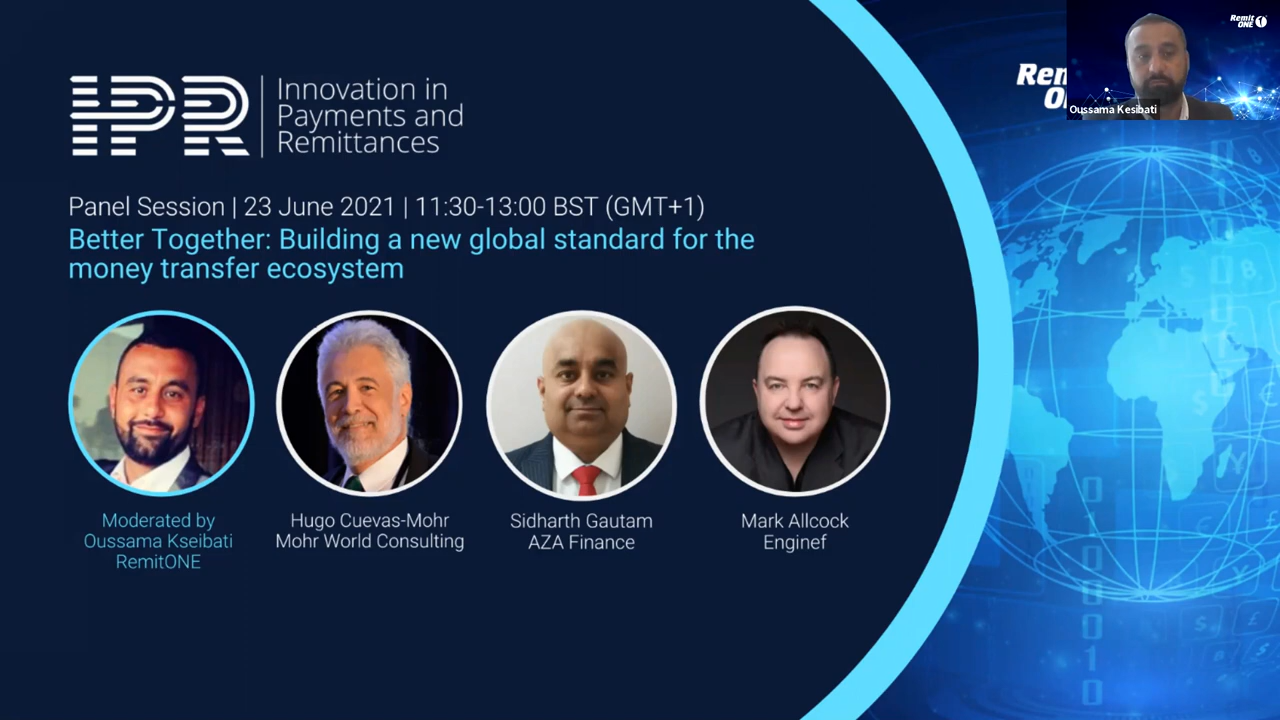 IPR
Innovation in
Payments and
Remittances
Panel Session | 23 June 2021 | 11:30-13:00 BST (GMT+1)
Better Together: Building a new global standard for the
money transfer ecosystem
Moderated by
Oussama Kseibati
RemitONE
Hugo Cuevas-Mohr
Mohr World Consulting
Sidharth Gautam
AZA Finance
Mark Allcock
Enginef
Remit
ONE
Oussama Kesibati